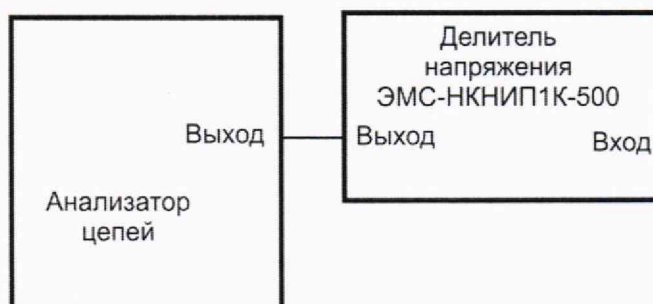 Делитель
напряжения
ЭМС-НКНИП1К-500
Выход
Выход
Вход
Анализатор
цепей